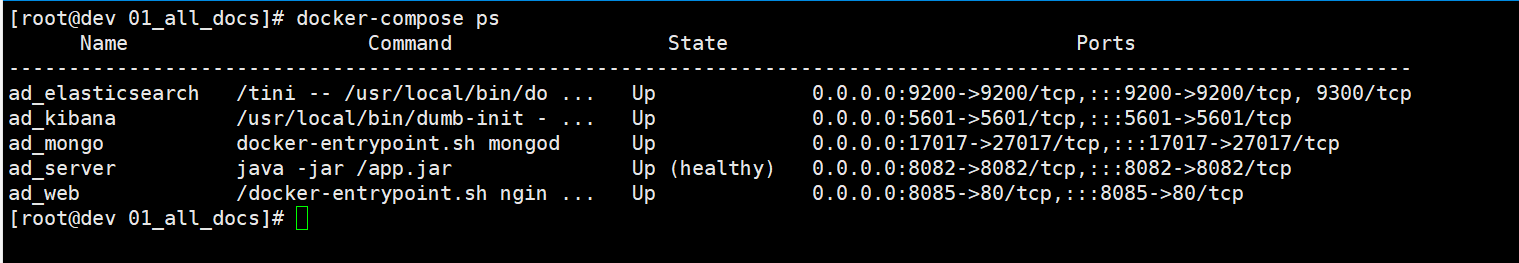 [root@dev 01_all_docs]# docker-compose ps
      Name                    Command                  State                             Ports
---------------------------------------------------------------------------------------------------------------------
ad_elasticsearch   /tini -- /usr/local/bin/do ...   Up             0.0.0.0:9200->9200/tcp,:::9200->9200/tcp, 9300/tcp
ad_kibana          /usr/local/bin/dumb-init - ...   Up             0.0.0.0:5601->5601/tcp,:::5601->5601/tcp
ad_mongo           docker-entrypoint.sh mongod      Up             0.0.0.0:17017->27017/tcp,:::17017->27017/tcp
ad_server          java -jar /app.jar               Up (healthy)   0.0.0.0:8082->8082/tcp,:::8082->8082/tcp
ad_web             /docker-entrypoint.sh ngin ...   Up             0.0.0.0:8085->80/tcp,:::8085->80/tcp
[root@dev 01_all_docs]#